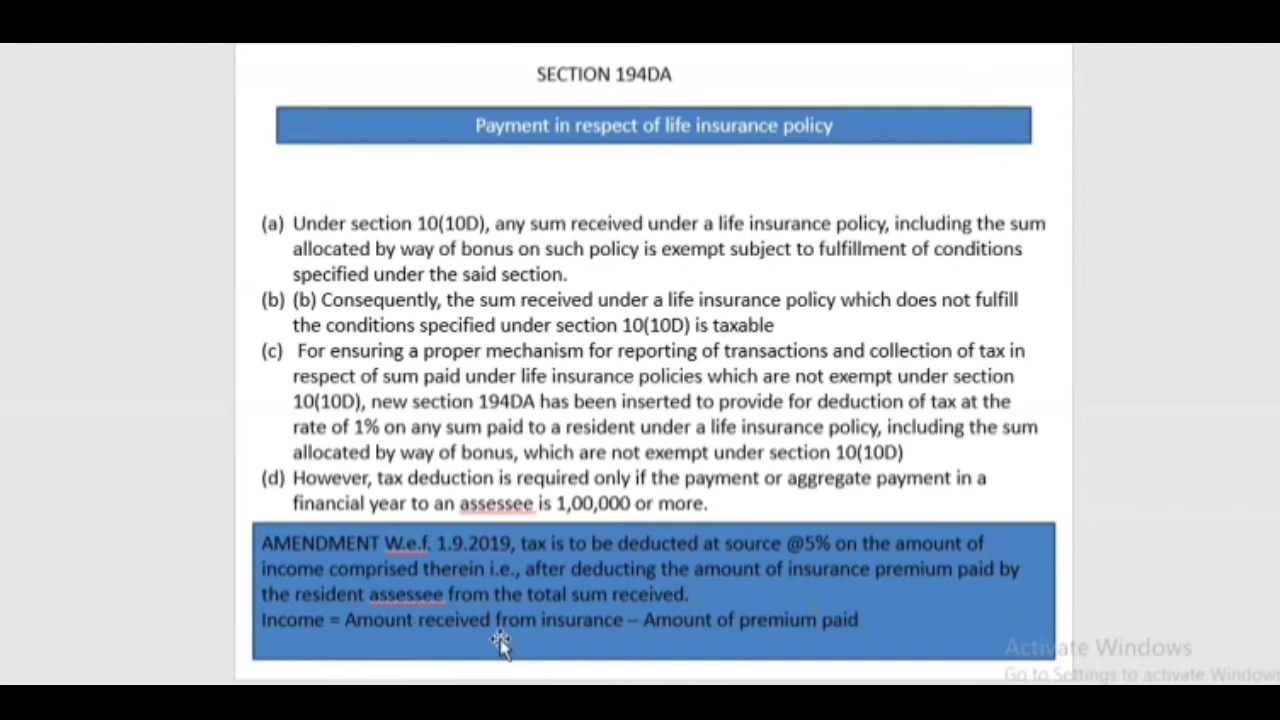 SECTION 194DA
Payment in respect of life insurance policy
(a) Under section 10(10D), any sum received under a life insurance policy, including the sum
allocated by way of bonus on such policy is exempt subject to fulfillment of conditions
specified under the said section.
(b) (b) Consequently, the sum received under a life insurance policy which does not fulfill
the conditions specified under section 10(10D) is taxable
(c) For ensuring a proper mechanism for reporting of transactions and collection of tax in
respect of sum paid under life insurance policies which are not exempt under section
10(10D), new section 194DA has been inserted to provide for deduction of tax at the
rate of 1% on any sum paid to a resident under a life insurance policy, including the sum
allocated by way of bonus, which are not exempt under section 10(10D)
(d) However, tax deduction is required only if the payment or aggregate payment in a
financial year to an assessee is 1,00,000 or more.
AMENDMENT W.e.f. 1.9.2019, tax is to be deducted at source @5% on the amount of
income comprised therein i.e., after deducting the amount of insurance premium paid by
the resident assessee from the total sum received.
Income = Amount received from insurance – Amount of premium paid
Activate Windows
Go to Settings to activate Windows